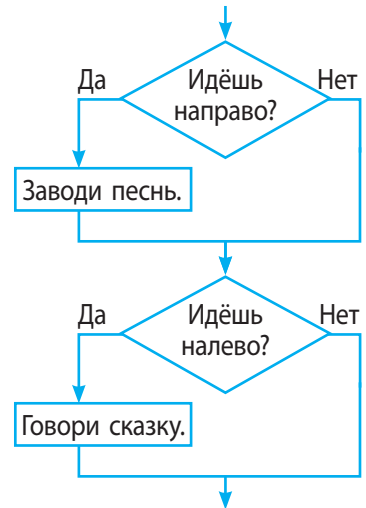 Да
Идёшь
направо?
Нет
Заводи песнь.
Да
Идёшь
налево?
Нет
Говори сказку.